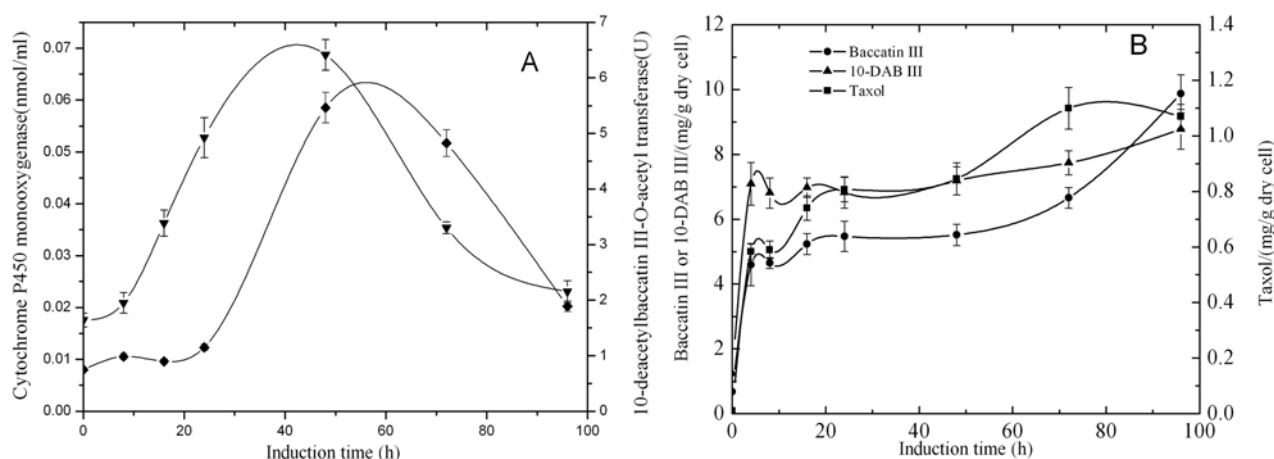 A
Cytochrome P450 monooxygenase(nmol/ml)
0.07
0.06
0.05
0.04
0.03
0.02
0.01
0.00
7
6
5
4
3
2
1
0
10-deacetylbaccatin III-O-acetyl transferase(U)
0 20 40 60 80 100
Induction time (h)
B
Baccatin III
10-DAB III
Taxol
Baccatin III or 10-DAB III/(mg/g dry cell)
12
10
8
6
4
2
0
1.4
1.2
1.0
0.8
0.6
0.4
0.2
0.0
Taxol/(mg/g dry cell)
0 20 40 60 80 100
Induction time (h)